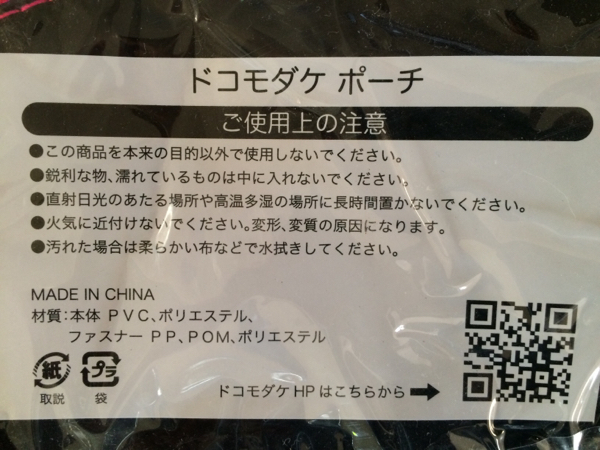 ドコモダケ ポーチ
ご使用上の注意
●この商品を本来の目的以外で使用しないでください。
●鋭利な物、濡れているものは中に入れないでください。
●直射日光のあたる場所や高温多湿の場所に長時間置かないでください。
●火気に近付けないでください。変形、変質の原因になります。
●汚れた場合は柔らかい布などで水拭きしてください。
MADE IN CHINA
材質：本体 ＰＶＣ、ポリエステル、
ファスナー ＰＰ、ＰＯＭ、ポリエステル
紙 プラ
取説 袋
ドコモダケHPはこちらから➡